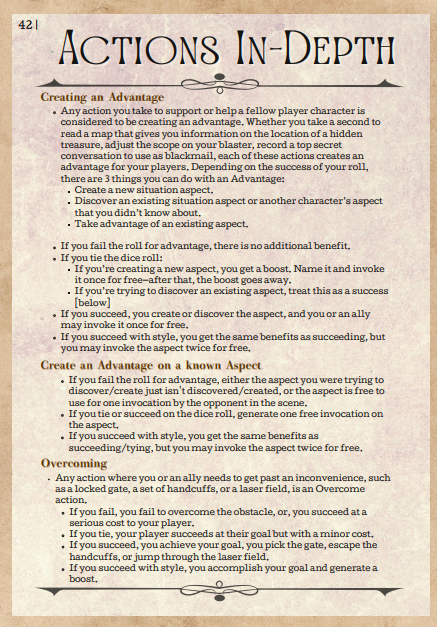 42|
Actions In-Depth
Creating an Advantage
• Any action you take to support or help a fellow player character is
considered to be creating an advantage. Whether you take a second to
read a map that gives you information on the location of a hidden
treasure, adjust the scope on your blaster, record a top secret
conversation to use as blackmail, each of these actions creates an
advantage for your players. Depending on the success of your roll,
there are 3 things you can do with an Advantage:
• Create a new situation aspect.
• Discover an existing situation aspect or another character's aspect
that you didn't know about.
• Take advantage of an existing aspect.
• If you fail the roll for advantage, there is no additional benefit.
• If you tie the dice roll:
• If you're creating a new aspect, you get a boost. Name it and invoke
it once for free—after that, the boost goes away.
• If you're trying to discover an existing aspect, treat this as a success
[below]
• If you succeed, you create or discover the aspect, and you or an ally
may invoke it once for free.
• If you succeed with style, you get the same benefits as succeeding, but
you may invoke the aspect twice for free.
Create an Advantage on a known Aspect
• If you fail the roll for advantage, either the aspect you were trying to
discover/create just isn't discovered/created, or the aspect is free to
use for one invocation by the opponent in the scene.
• If you tie or succeed on the dice roll, generate one free invocation on
the aspect.
• If you succeed with style, you get the same benefits as
succeeding/tying, but you may invoke the aspect twice for free.
Overcoming
• Any action where you or an ally needs to get past an inconvenience, such
as a locked gate, a set of handcuffs, or a laser field, is an Overcome
action.
• If you fail, you fail to overcome the obstacle, or, you succeed at a
serious cost to your player.
• If you tie, your player succeeds at their goal but with a minor cost.
• If you succeed, you achieve your goal, you pick the gate, escape the
handcuffs, or jump through the laser field.
• If you succeed with style, you accomplish your goal and generate a
boost.